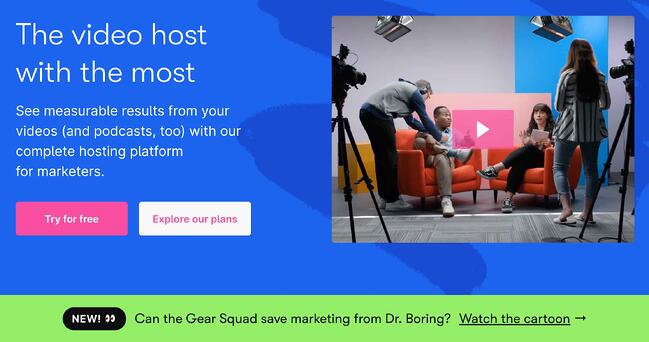 The video host
with the most
See measurable results from your
videos (and podcasts, too) with our
complete hosting platform
for marketers.
Try for free
Explore our plans
NEW! 👀 Can the Gear Squad save marketing from Dr. Boring? Watch the cartoon →